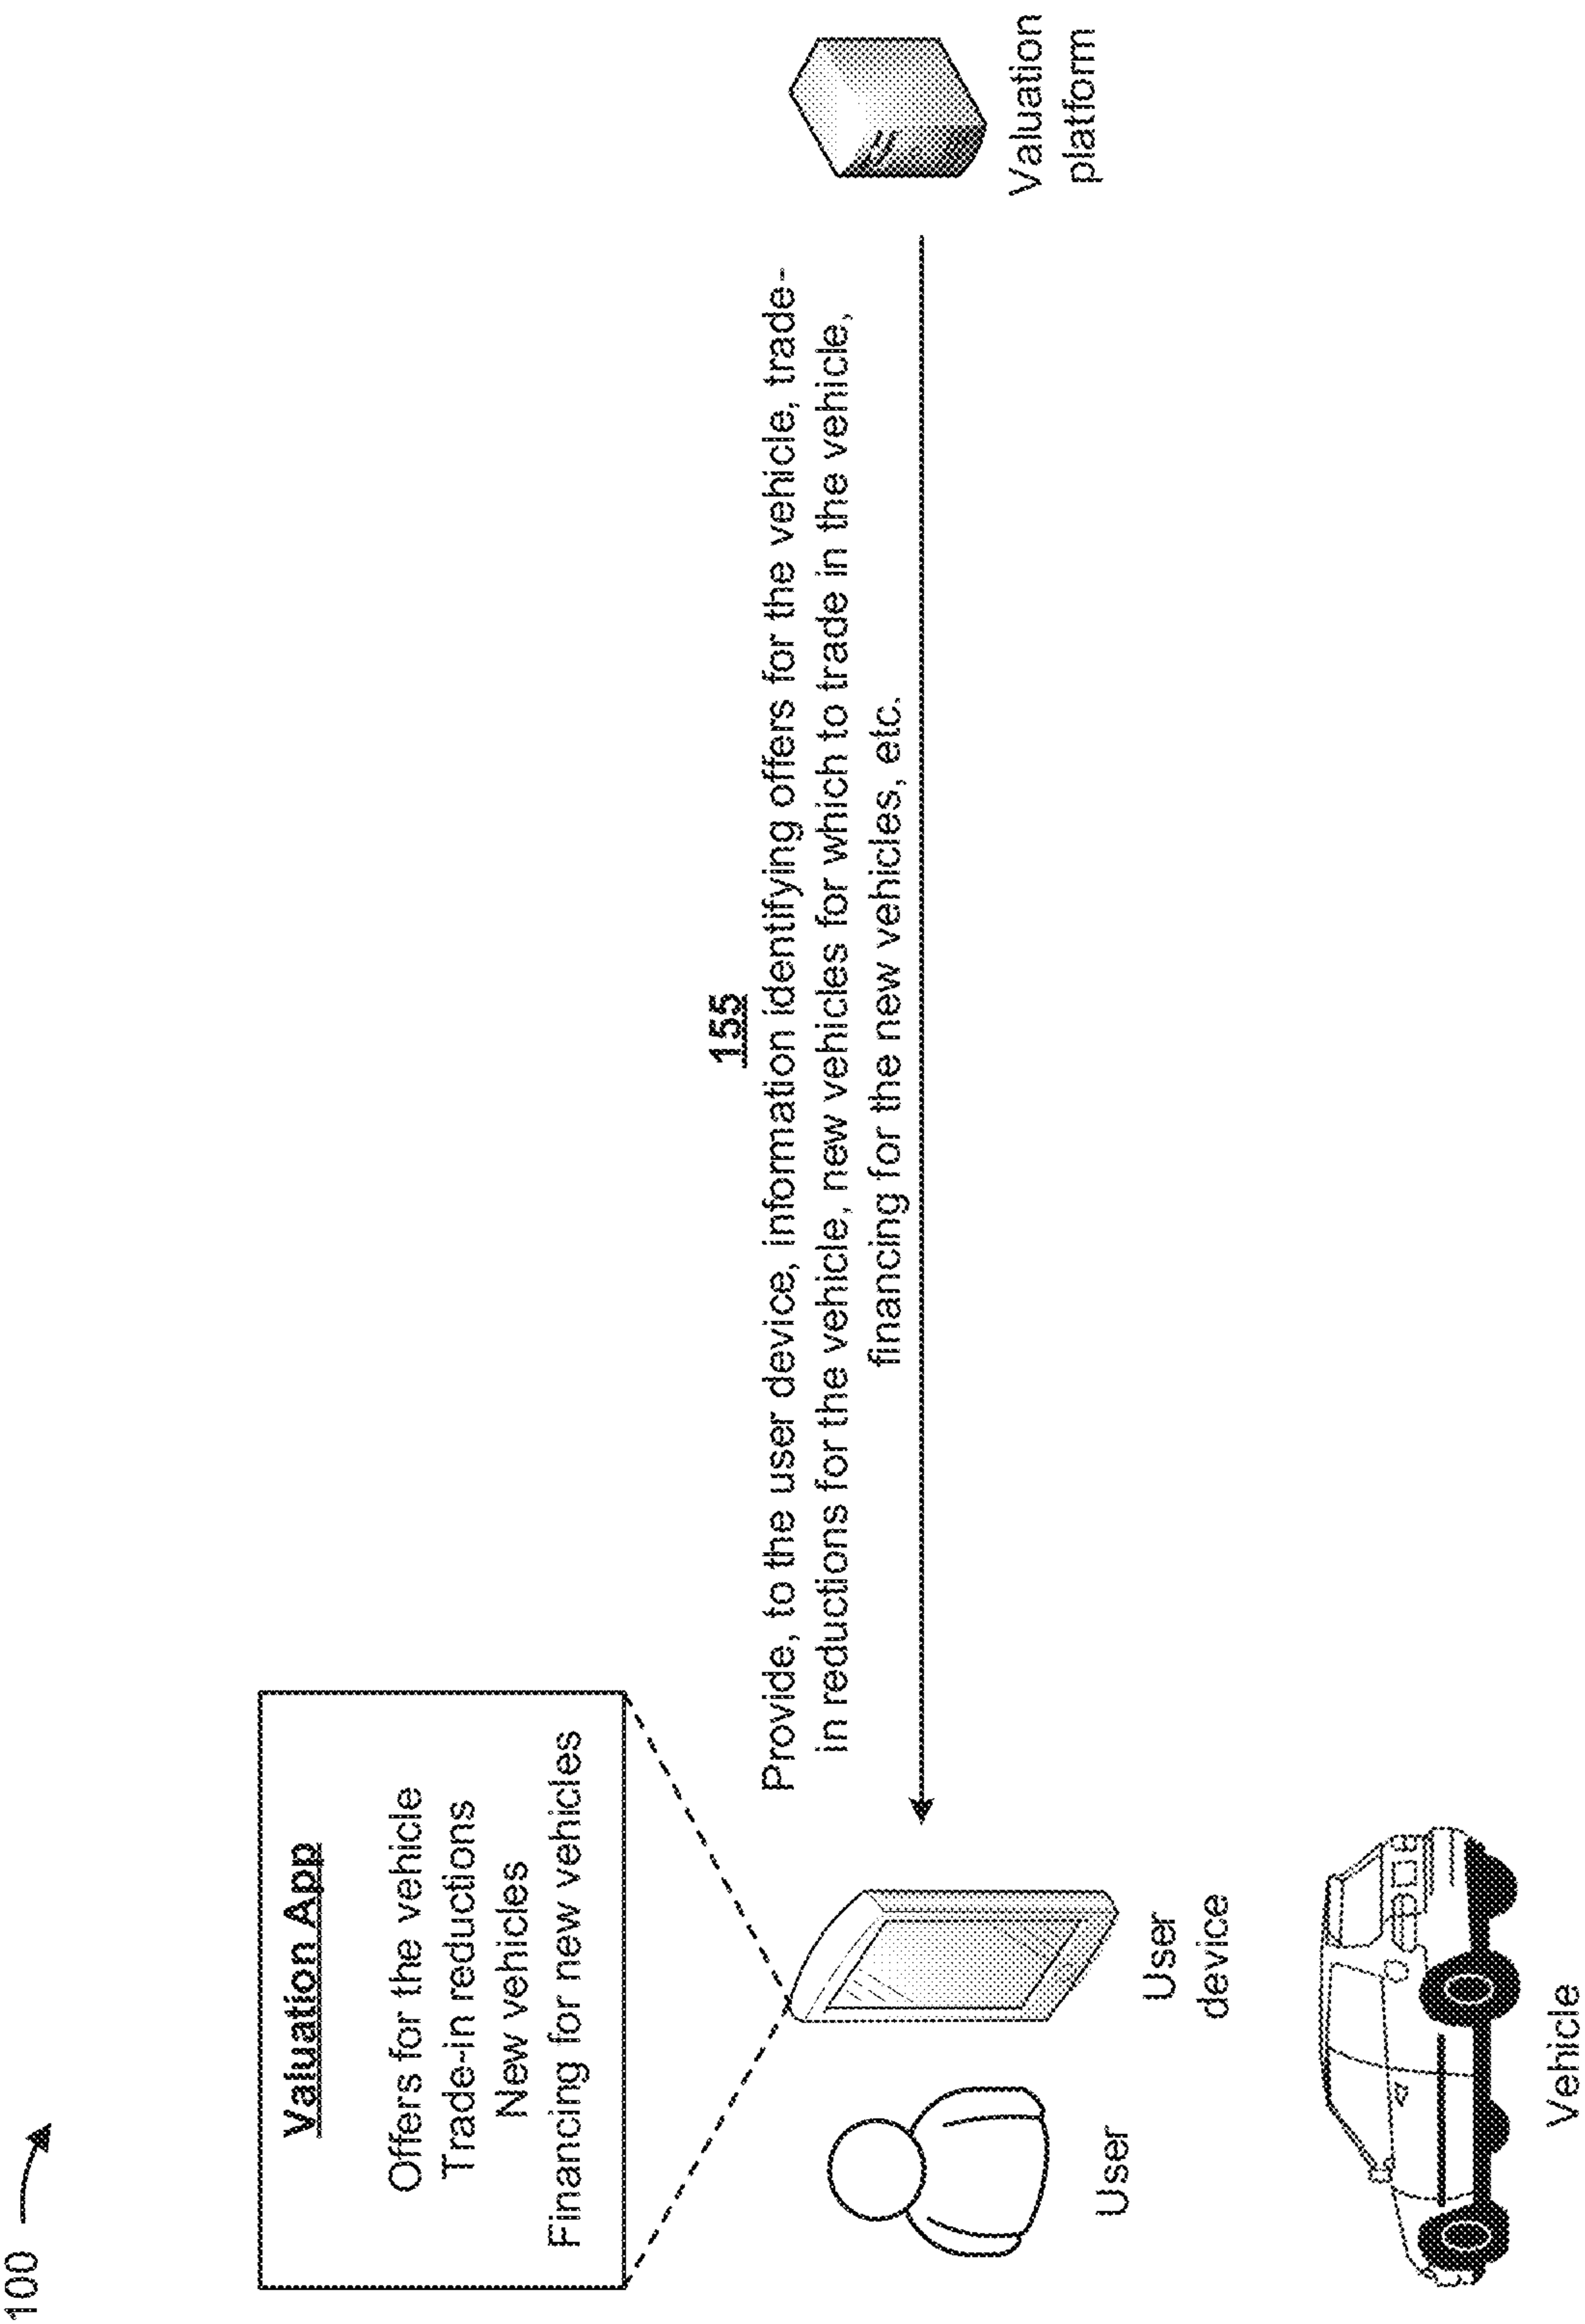 100
Valuation App
Offers for the vehicle
Trade-in reductions
New vehicles
Financing for new vehicles
155
Provide, to the user device, information identifying offers for the vehicle, trade-
in reductions for the vehicle, new vehicles for which to trade in the vehicle,
financing for the new vehicles, etc.
User
User
device
Valuation
platform
Vehicle